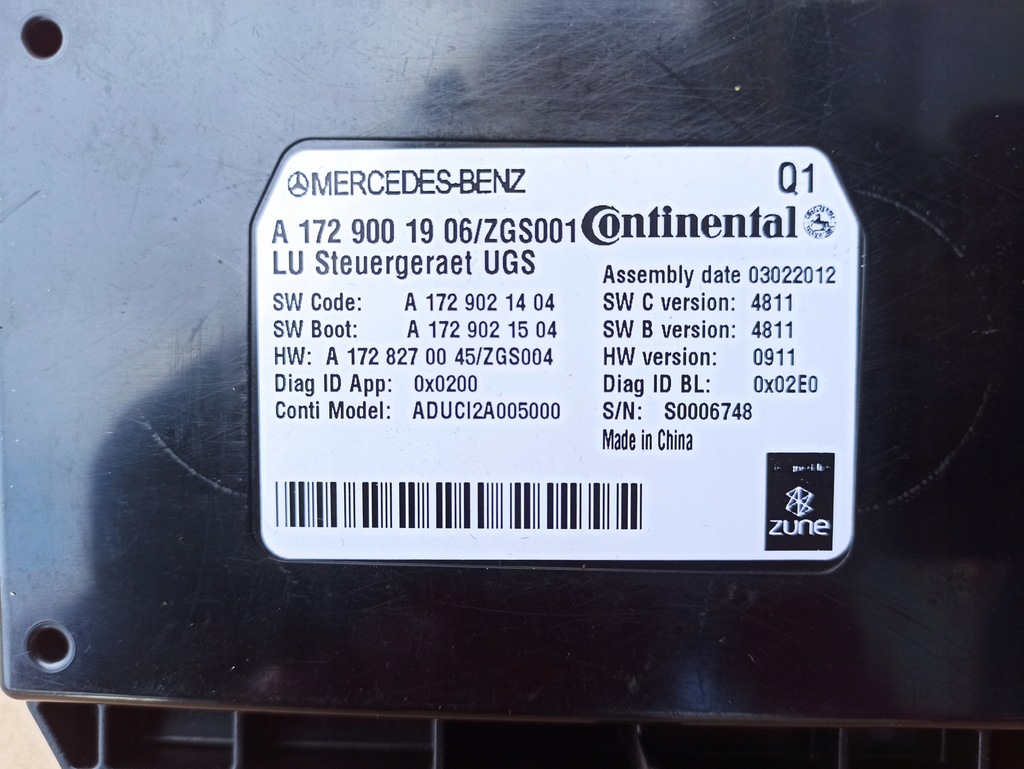 MERCEDES-BENZ
Q1
A 172 900 19 06/ZGS001
Continental
LU Steuergeraet UGS
Assembly date 03022012
SW Code: A 172 902 14 04
SW C version: 4811
SW Boot: A 172 902 15 04
SW B version: 4811
HW: A 172 827 00 45/ZGS004
HW version: 0911
Diag ID App: 0x0200
Diag ID BL: 0x02E0
Conti Model: ADUCI2A005000
S/N: S0006748
Made in China
zune